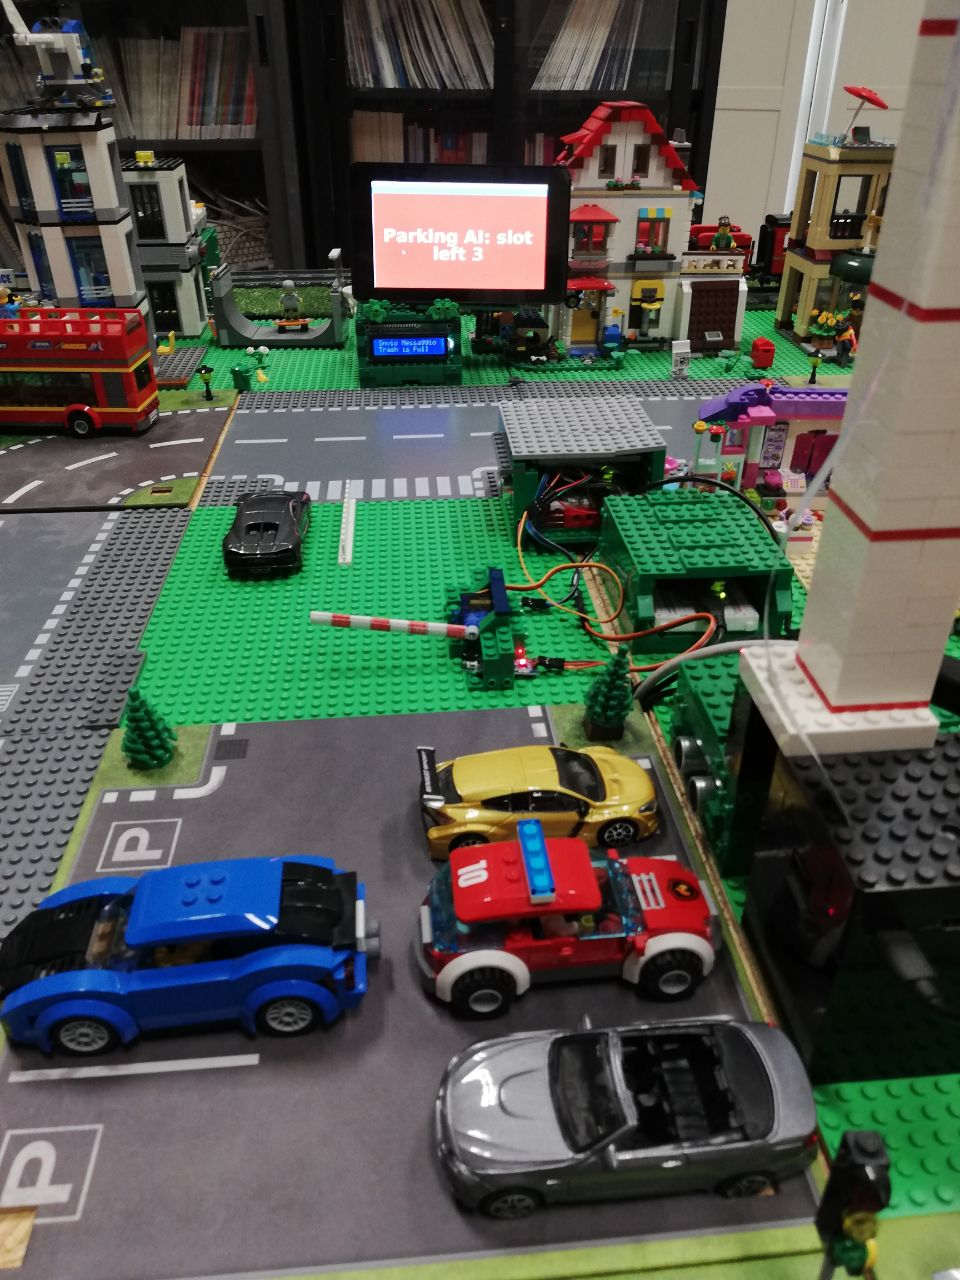 Parking AI: slot
left 3
Invio Messaggio
Trash is Full
P
10
P